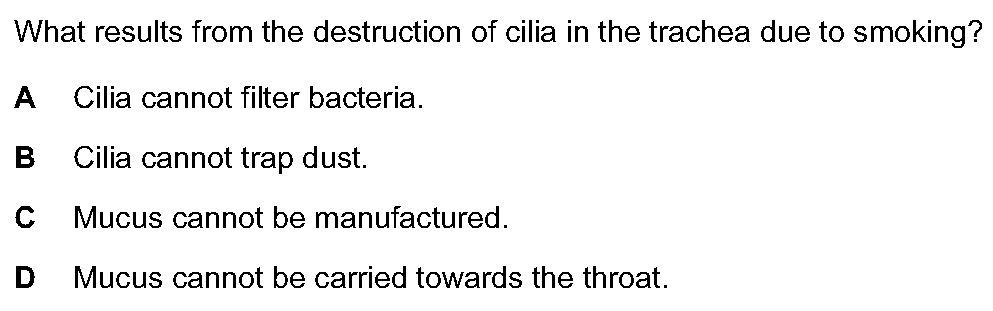 What results from the destruction of cilia in the trachea due to smoking?
A Cilia cannot filter bacteria.
B Cilia cannot trap dust.
C Mucus cannot be manufactured.
D Mucus cannot be carried towards the throat.